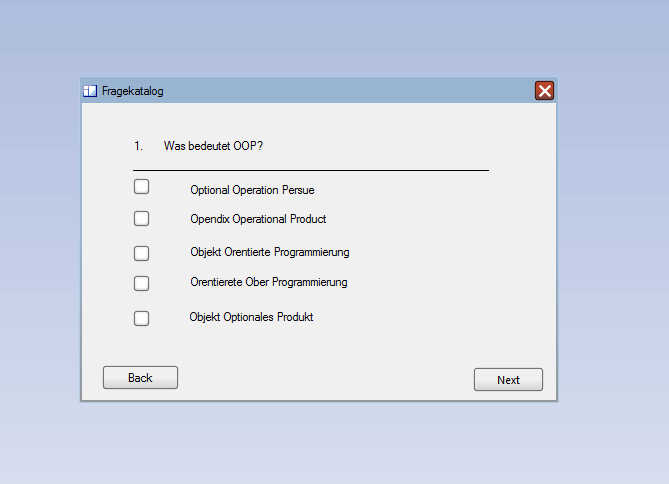 Fragekatalog
1. Was bedeutet OOP?
Optional Operation Persue
Opendix Operational Product
Objekt Orentierte Programmierung
Orentierete Ober Programmierung
Objekt Optionales Produkt
Back
Next